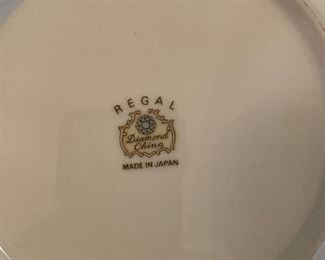 REGAL
Diamond
China
MADE IN JAPAN